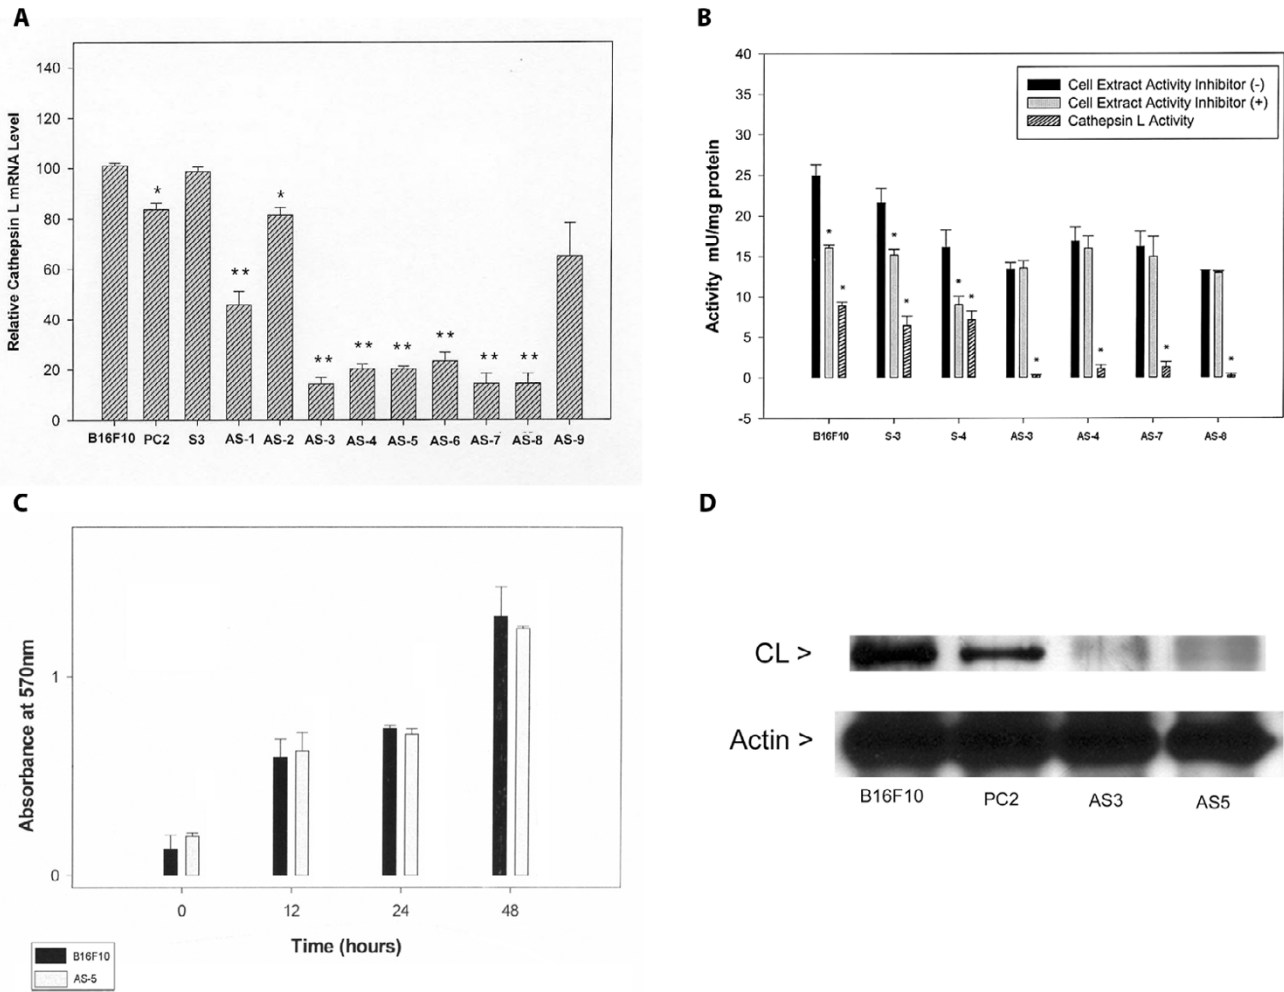 A
Relative Cathepsin L mRNA Level
140
120
100
80
60
40
20
0
*
**
*
**
**
**
**
**
**
B16F10 PC2 S3 AS-1 AS-2 AS-3 AS-4 AS-5 AS-6 AS-7 AS-8 AS-9
B
Activity mU/mg protein
40
35
30
25
20
15
10
5
0
-5
Cell Extract Activity Inhibitor (-)
Cell Extract Activity Inhibitor (+)
Cathepsin L Activity
* * * * * * * * * *
B16F10 S-3 S-4 AS-3 AS-4 AS-7 AS-8
C
Absorbance at 570nm
1
0
0 12 24 48
Time (hours)
B16F10
AS-5
D
CL >
Actin >
B16F10 PC2 AS3 AS5